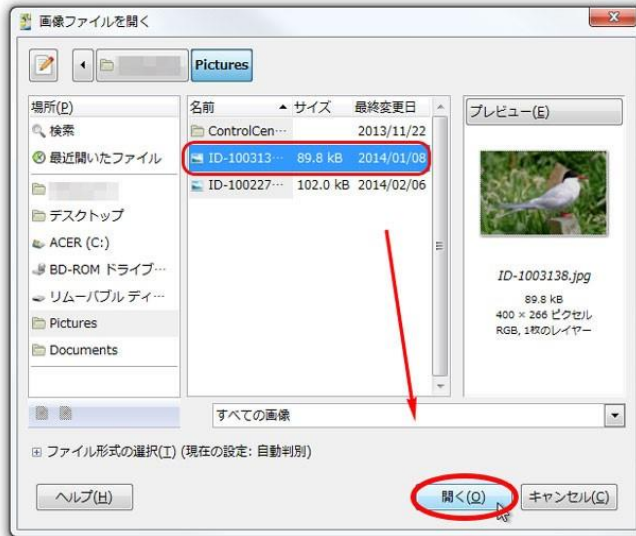 画像ファイルを開く
Pictures
場所(P)
検索
最近開いたファイル
デスクトップ
ACER (C:)
BD-ROM ドライブ…
リムーバブル ディ…
Pictures
Documents
名前 サイズ 最終変更日
ControlCen… 2013/11/22
ID-100313… 89.8 kB 2014/01/08
ID-100227… 102.0 kB 2014/02/06
プレビュー(E)
ID-1003138.jpg
89.8 kB
400 × 266 ピクセル
RGB, 1枚のレイヤー
すべての画像
ファイル形式の選択(T) (現在の設定: 自動判別)
ヘルプ(H)
開く(O)
キャンセル(C)